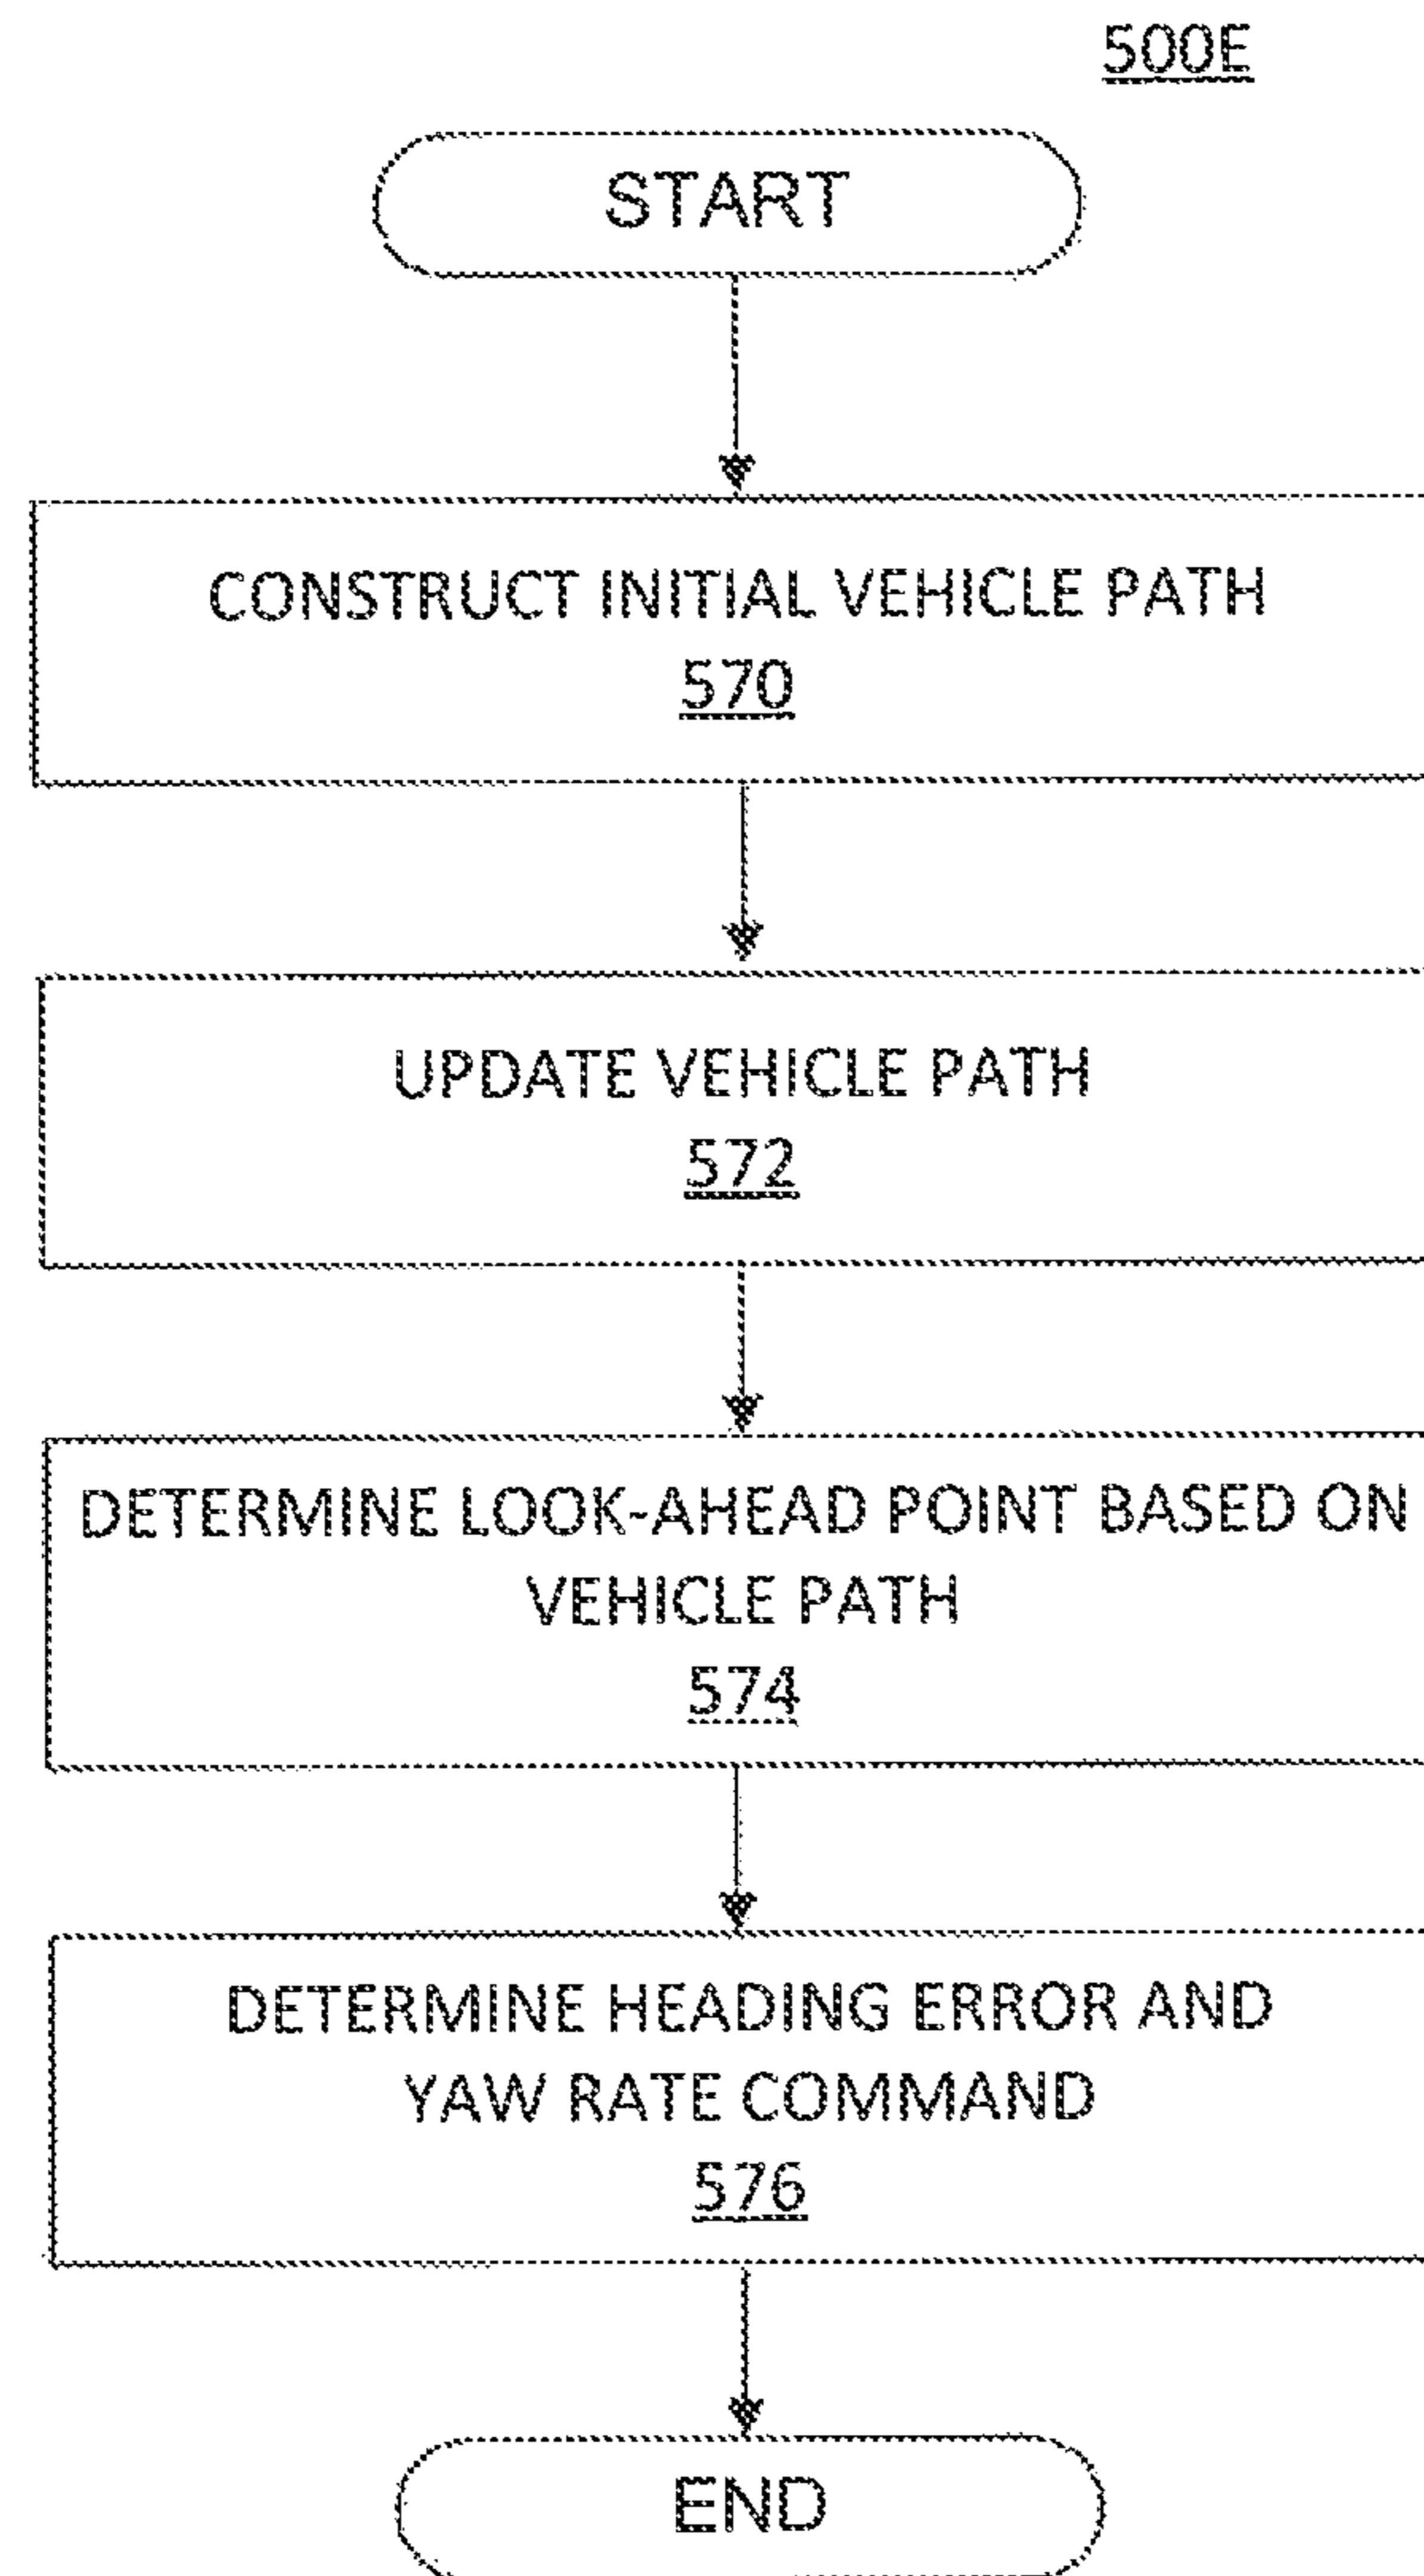 500E
START
CONSTRUCT INITIAL VEHICLE PATH
570
UPDATE VEHICLE PATH
572
DETERMINE LOOK-AHEAD POINT BASED ON
VEHICLE PATH
574
DETERMINE HEADING ERROR AND
YAW RATE COMMAND
576
END